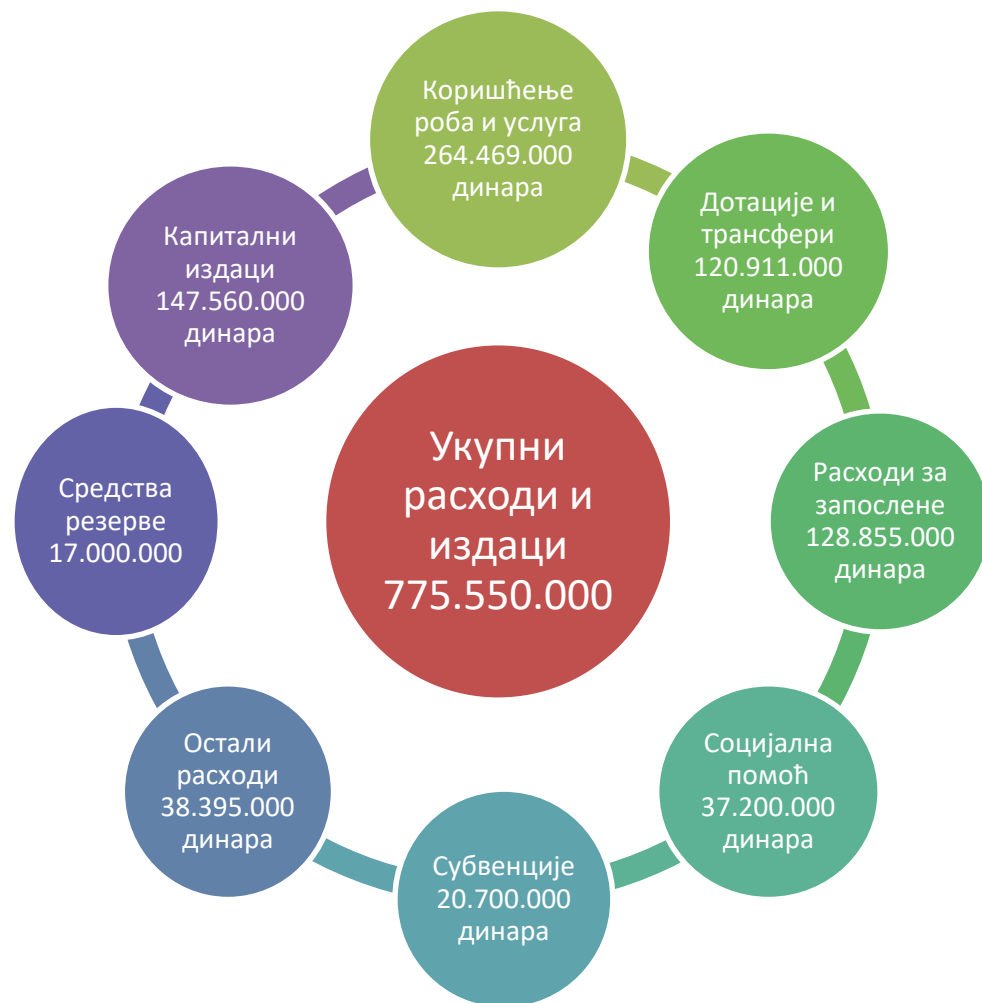 Коришћење
роба и услуга
264.469.000
динара
Дотације и
трансфери
120.911.000
динара
Расходи за
запослене
128.855.000
динара
Социјална
помоћ
37.200.000
динара
Субвенције
20.700.000
динара
Остали
расходи
38.395.000
динара
Средства
резерве
17.000.000
Капитални
издаци
147.560.000
динара
Укупни
расходи и
издаци
775.550.000